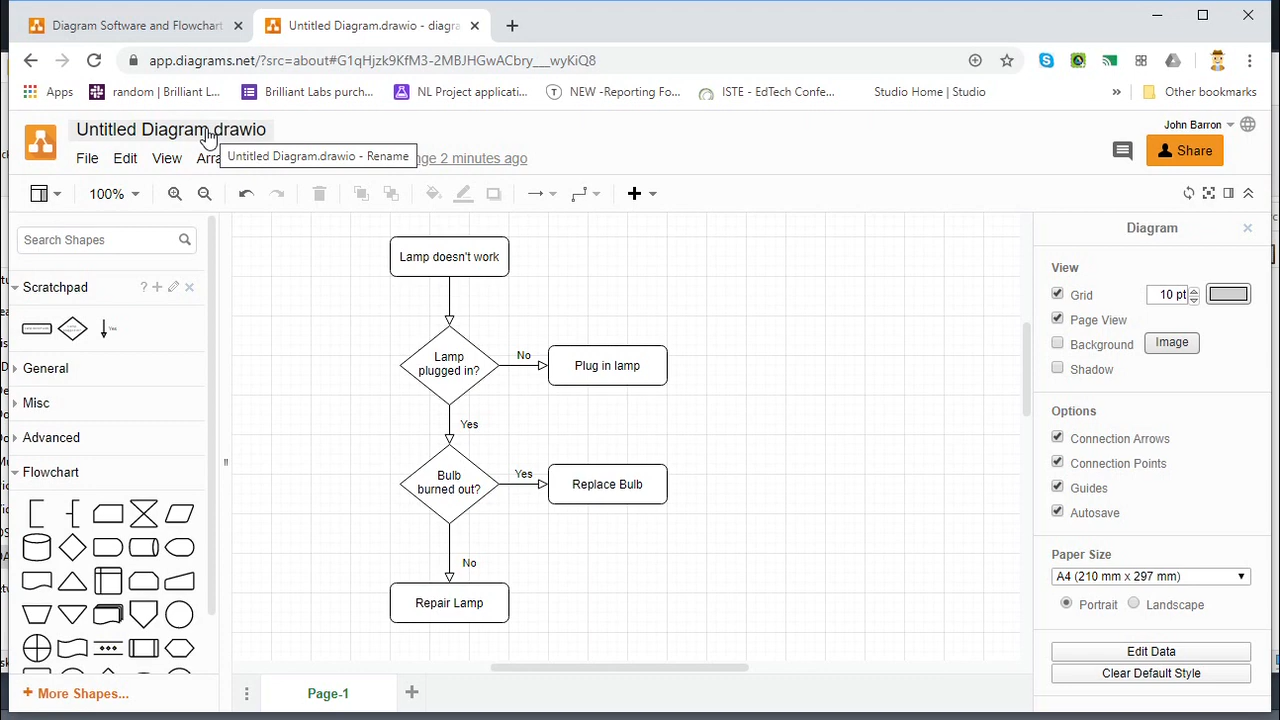 Diagram Software and Flowchart
Untitled Diagram.drawio - diagra
app.diagrams.net/?src=about#G1qHjzk9KfM3-2MBJHGwACbry___wyKiQ8
Apps
random | Brilliant L...
Brilliant Labs purch...
NL Project applicati...
NEW -Reporting Fo...
ISTE - EdTech Confe...
Studio Home | Studio
»
Other bookmarks
Untitled Diagram.drawio
John Barron
File
Edit
View
Arra
Untitled Diagram.drawio - Rename
nge 2 minutes ago
Share
100%
Search Shapes
Scratchpad
?
Yes
General
Misc
Advanced
Flowchart
More Shapes...
Lamp doesn't work
Lamp
plugged in?
No
Plug in lamp
Yes
Bulb
burned out?
Yes
Replace Bulb
No
Repair Lamp
Page-1
Diagram
View
Grid
10 pt
Page View
Background
Image
Shadow
Options
Connection Arrows
Connection Points
Guides
Autosave
Paper Size
A4 (210 mm x 297 mm)
Portrait
Landscape
Edit Data
Clear Default Style